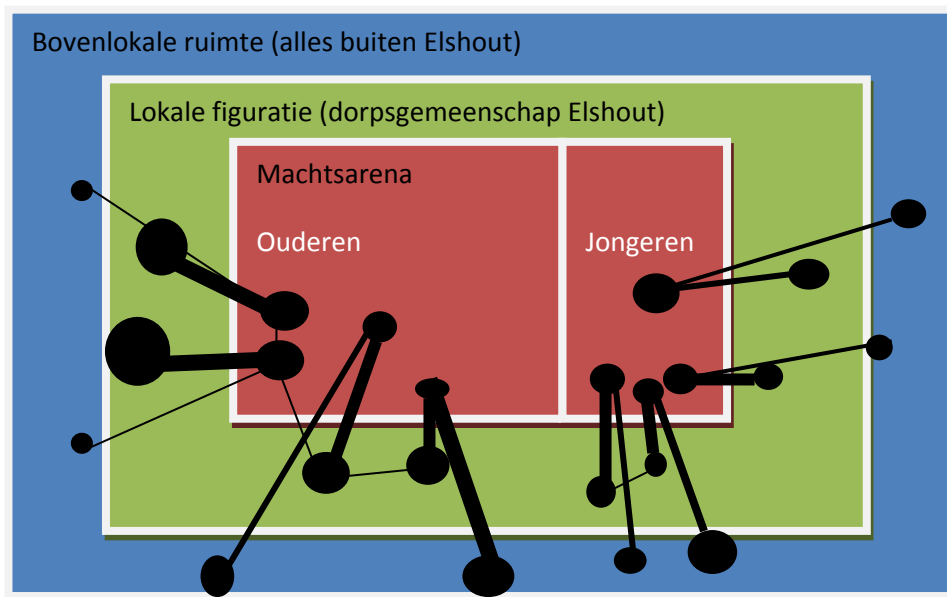 Bovenlokale ruimte (alles buiten Elshout)
Lokale figuratie (dorpsgemeenschap Elshout)
Machtsarena
Ouderen
Jongeren